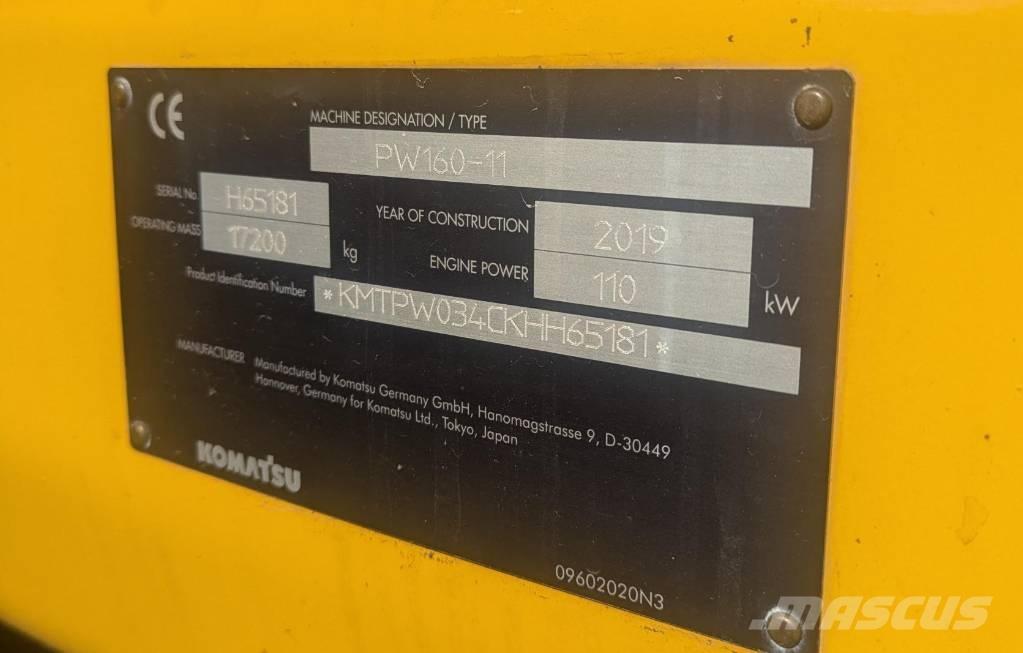 CE
MACHINE DESIGNATION / TYPE
PW160-11
SERIAL No. H65181
YEAR OF CONSTRUCTION 2019
OPERATING MASS 17200 kg
ENGINE POWER 110 kW
Product Identification Number *KMTPW034CKHH65181*
MANUFACTURER Manufactured by Komatsu Germany GmbH, Hanomagstrasse 9, D-30449
Hannover, Germany for Komatsu Ltd., Tokyo, Japan
KOMATSU
09602020N3
MASCUS